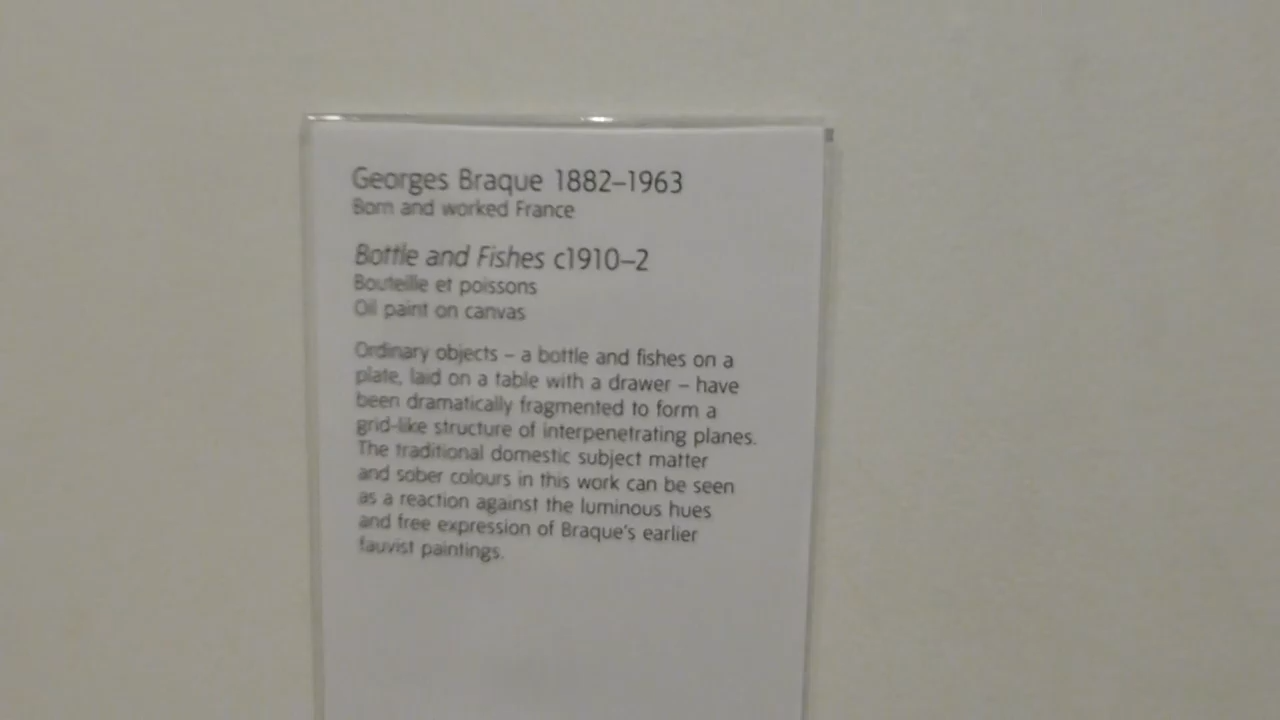 Georges Braque 1882–1963
Born and worked France
Bottle and Fishes c1910–2
Bouteille et poissons
Oil paint on canvas
Ordinary objects – a bottle and fishes on a
plate, laid on a table with a drawer – have
been dramatically fragmented to form a
grid-like structure of interpenetrating planes.
The traditional domestic subject matter
and sober colours in this work can be seen
as a reaction against the luminous hues
and free expression of Braque's earlier
fauvist paintings.